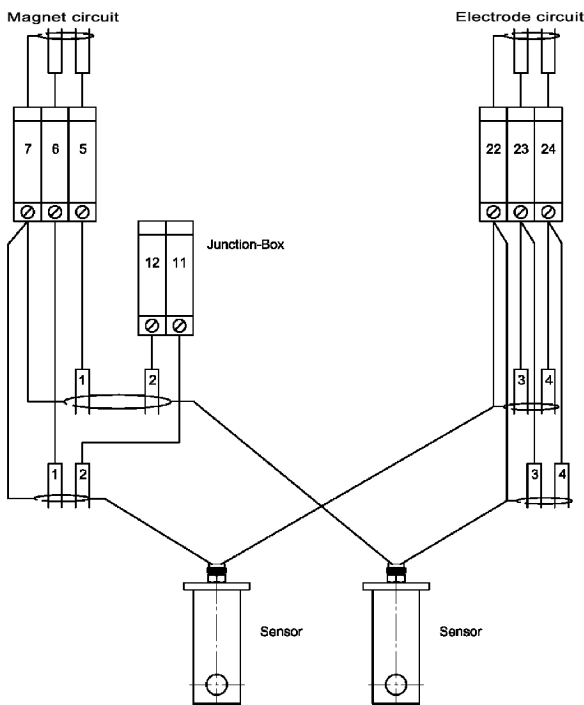 Magnet circuit
Electrode circuit
7 6 5
22 23 24
12 11
Junction-Box
1 2
3 4
1 2
3 4
Sensor
Sensor